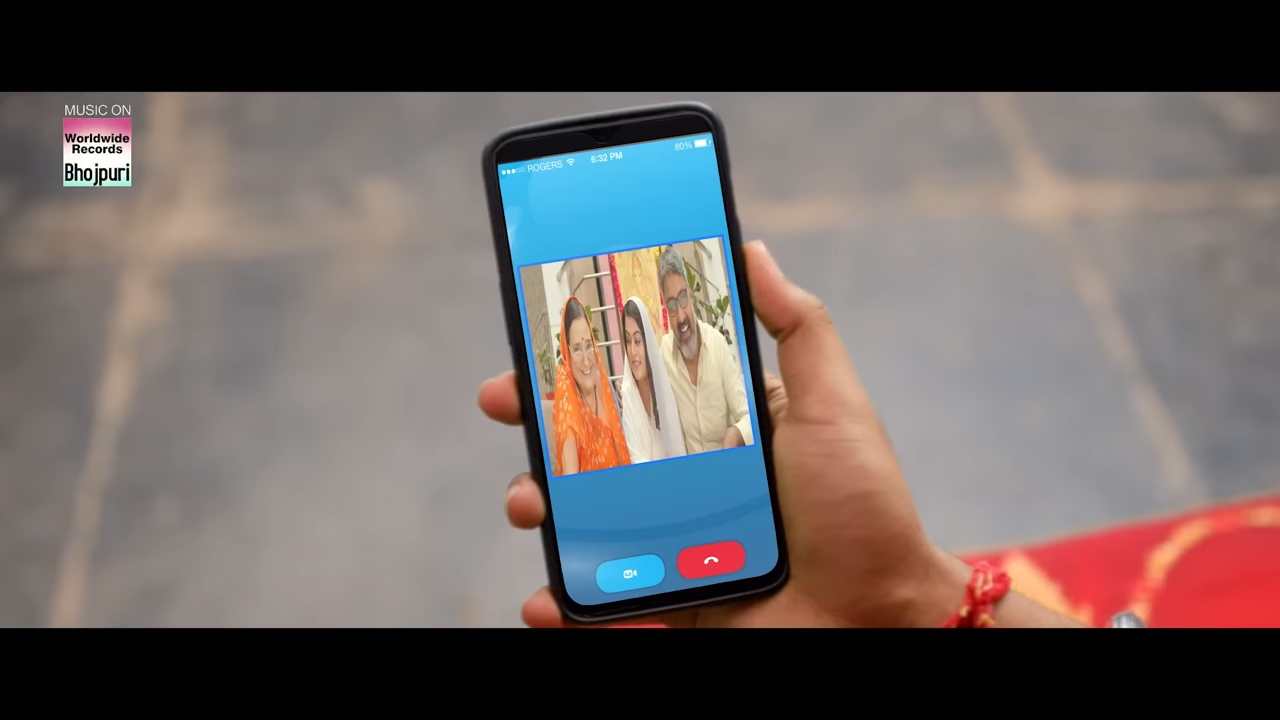 MUSIC ON
Worldwide
Records
Bhojpuri
ROGERS 6:32 PM 80%